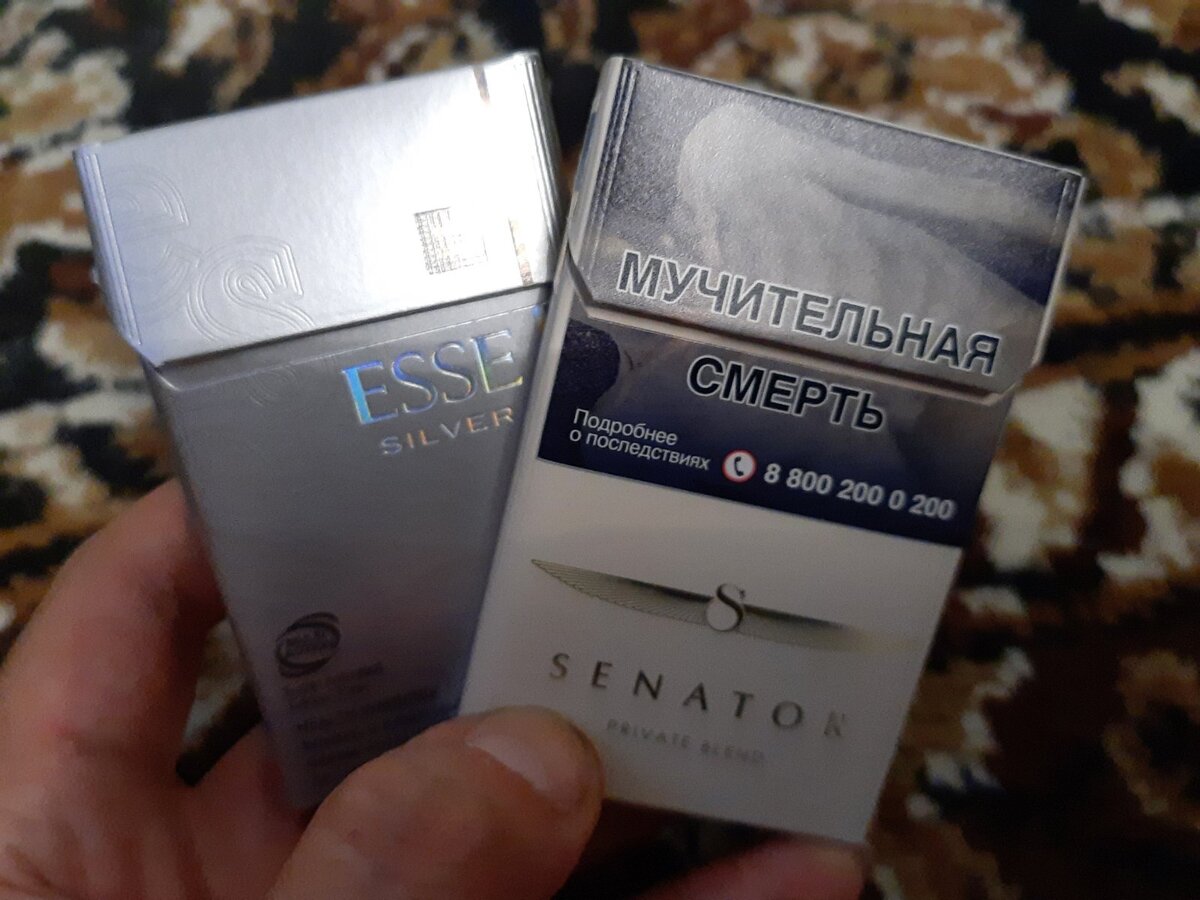 ESSE
SILVER
МУЧИТЕЛЬНАЯ
СМЕРТЬ
Подробнее
о последствиях
8 800 200 0 200
S
SENATOR
PRIVATE BLEND